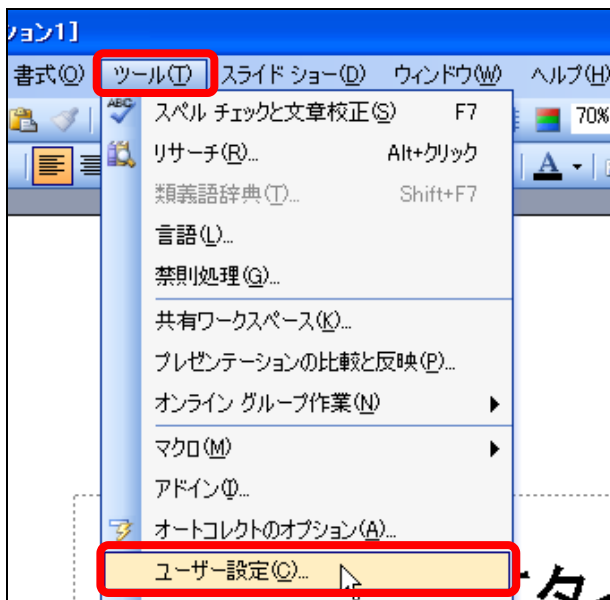 ション1]
書式(O) ツール(T) スライド ショー(D) ウィンドウ(W) ヘルプ(H)
ABC スペル チェックと文章校正(S) F7
70%
リサーチ(R)... Alt+クリック
A
類義語辞典(T)... Shift+F7
言語(L)...
禁則処理(G)...
共有ワークスペース(K)...
プレゼンテーションの比較と反映(P)...
オンライン グループ作業(N)
マクロ(M)
アドイン(I)...
オートコレクトのオプション(A)...
ユーザー設定(C)...